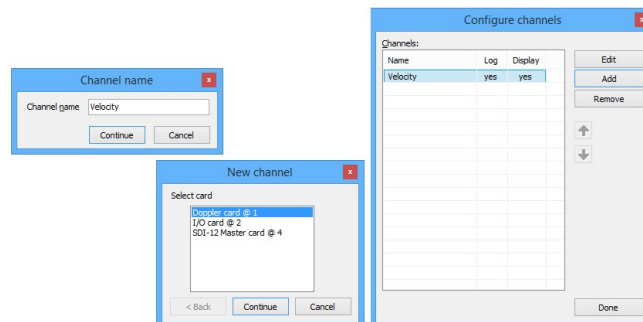 Channel name
x
Channel name Velocity
Continue Cancel
New channel
x
Select card
Doppler card @ 1
I/O card @ 2
SDI-12 Master card @ 4
< Back Continue Cancel
Configure channels
x
Channels:
Name Log Display
Velocity yes yes
Edit
Add
Remove
Done